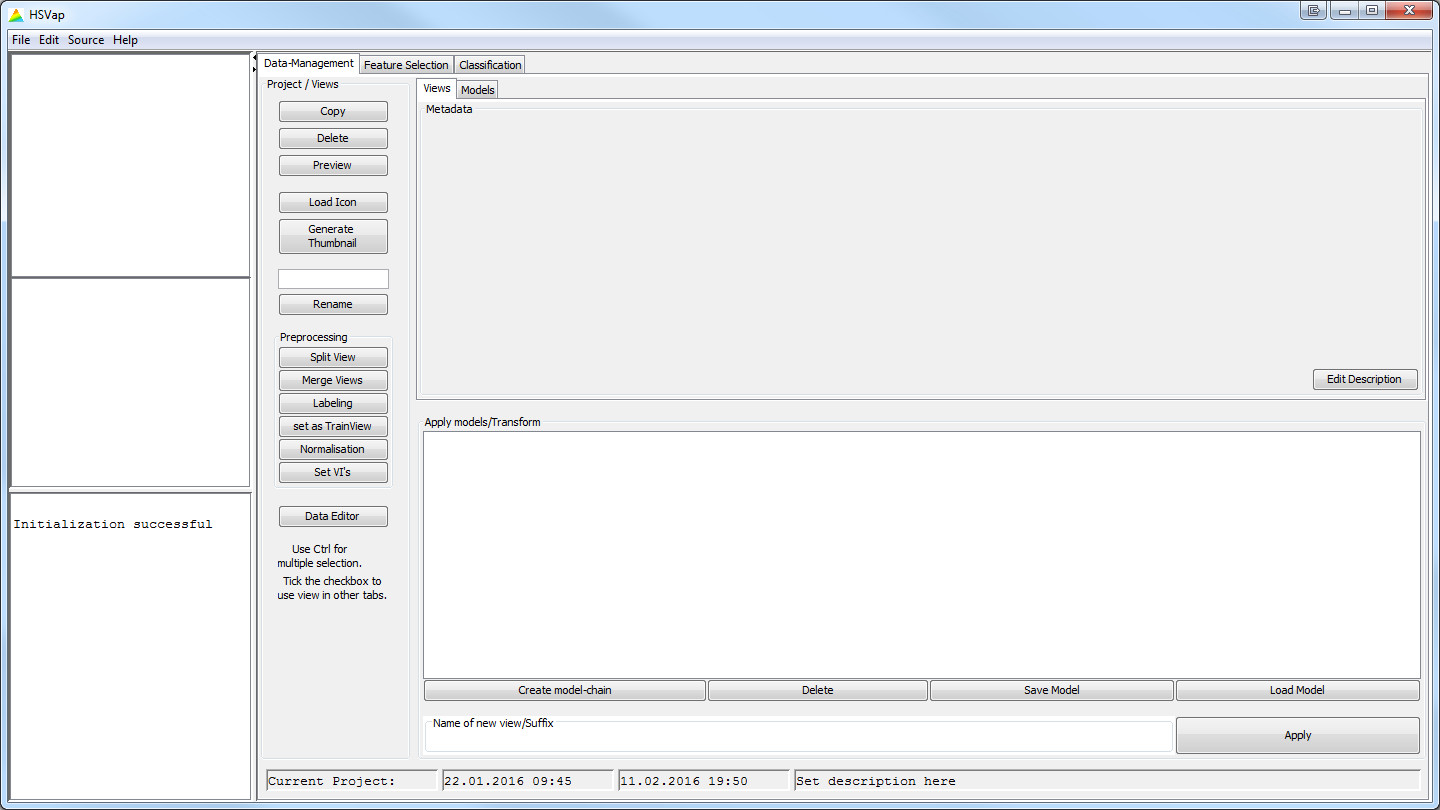 HSVap
File Edit Source Help
Initialization successful
Data-Management Feature Selection Classification
Project / Views
Copy
Delete
Preview
Load Icon
Generate
Thumbnail
Rename
Preprocessing
Split View
Merge Views
Labeling
set as TrainView
Normalisation
Set VI's
Data Editor
Use Ctrl for
multiple selection.
Tick the checkbox to
use view in other tabs.
Views Models
Metadata
Edit Description
Apply models/Transform
Create model-chain Delete Save Model Load Model
Name of new view/Suffix
Apply
Current Project: 22.01.2016 09:45 11.02.2016 19:50 Set description here